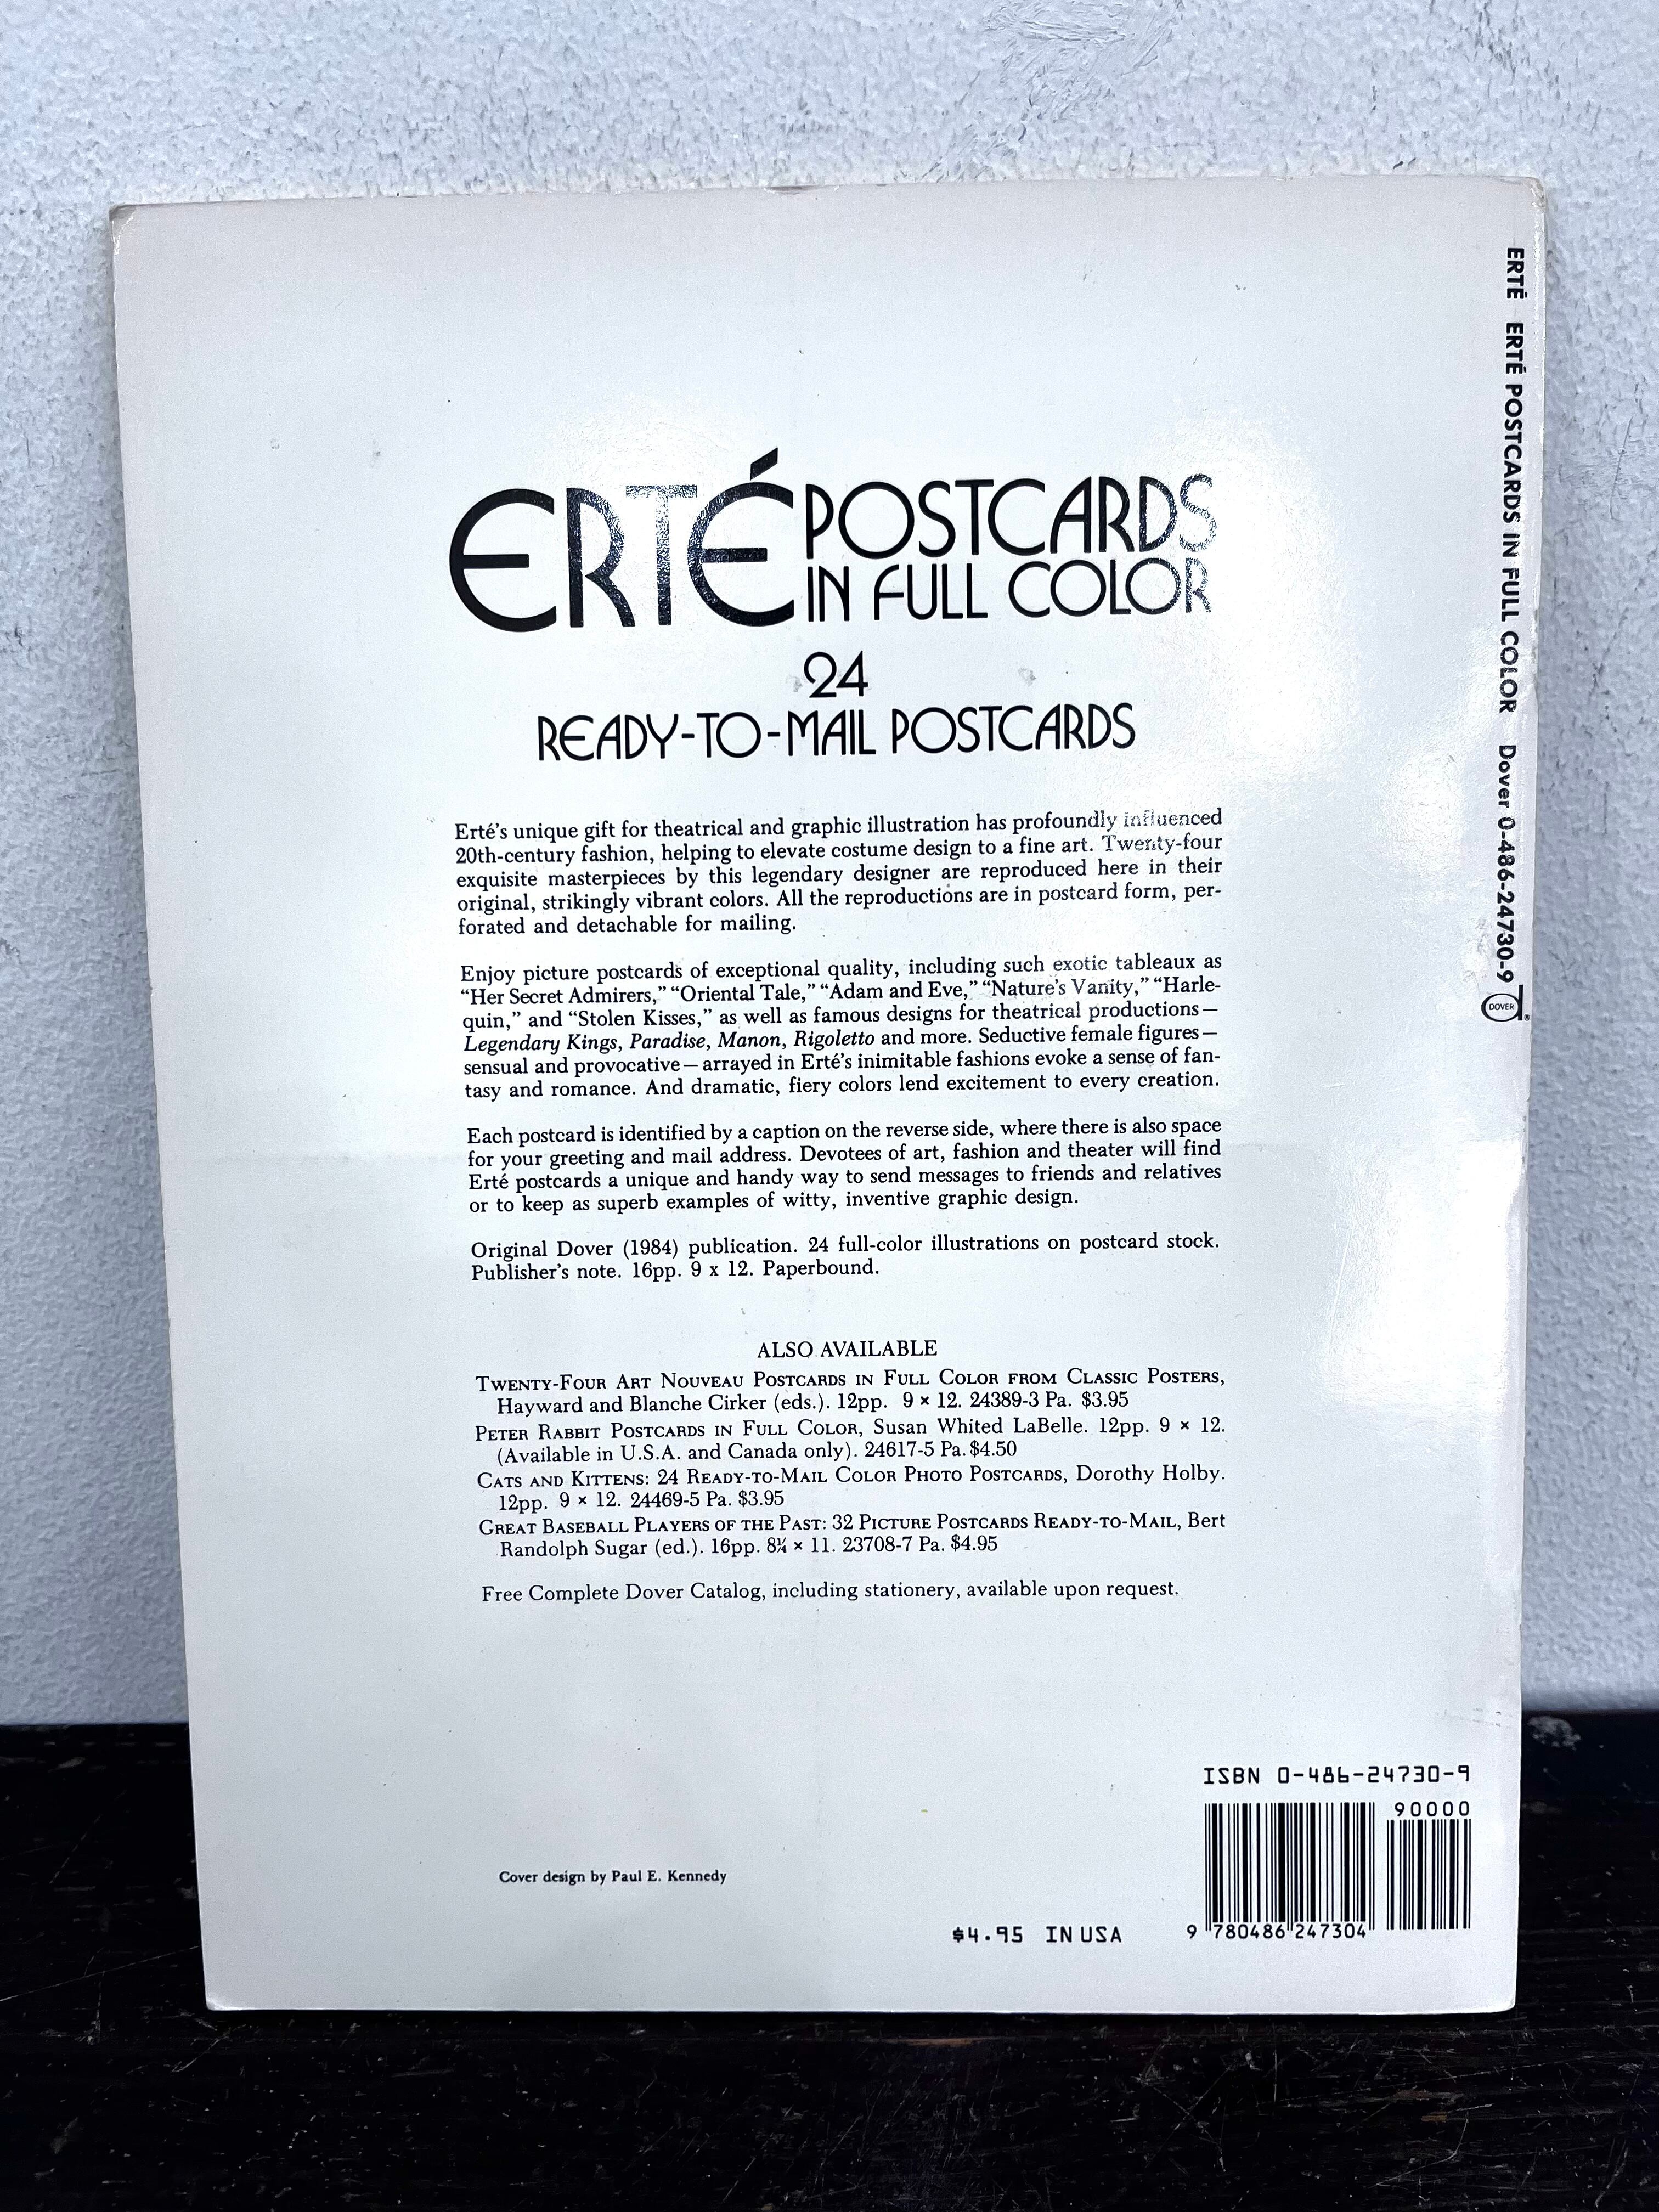 ERTÉ POSTCARDS
IN FULL COLOR
24
READY-TO-MAIL POSTCARDS
Erté's unique gift for theatrical and graphic illustration has profoundly influenced
20th-century fashion, helping to elevate costume design to a fine art. Twenty-four
exquisite masterpieces by this legendary designer are reproduced here in their
original, strikingly vibrant colors. All the reproductions are in postcard form, per-
forated and detachable for mailing.
Enjoy picture postcards of exceptional quality, including such exotic tableaux as
“Her Secret Admirers,” “Oriental Tale,” “Adam and Eve,” “Nature's Vanity,” “Harle-
quin,” and “Stolen Kisses,” as well as famous designs for theatrical productions—
Legendary Kings, Paradise, Manon, Rigoletto and more. Seductive female figures—
sensual and provocative—arrayed in Erté's inimitable fashions evoke a sense of fan-
tasy and romance. And dramatic, fiery colors lend excitement to every creation.
Each postcard is identified by a caption on the reverse side, where there is also space
for your greeting and mail address. Devotees of art, fashion and theater will find
Erté postcards a unique and handy way to send messages to friends and relatives
or to keep as superb examples of witty, inventive graphic design.
Original Dover (1984) publication. 24 full-color illustrations on postcard stock.
Publisher's note. 16pp. 9 x 12. Paperbound.
ALSO AVAILABLE
TWENTY-FOUR ART NOUVEAU POSTCARDS IN FULL COLOR FROM CLASSIC POSTERS,
Hayward and Blanche Cirker (eds.). 12pp. 9 × 12. 24389-3 Pa. $3.95
PETER RABBIT POSTCARDS IN FULL COLOR, Susan Whited LaBelle. 12pp. 9 × 12.
(Available in U.S.A. and Canada only). 24617-5 Pa. $4.50
CATS AND KITTENS: 24 READY-TO-MAIL COLOR PHOTO POSTCARDS, Dorothy Holby.
12pp. 9 × 12. 24469-5 Pa. $3.95
GREAT BASEBALL PLAYERS OF THE PAST: 32 PICTURE POSTCARDS READY-TO-MAIL, Bert
Randolph Sugar (ed.). 16pp. 8¼ × 11. 23708-7 Pa. $4.95
Free Complete Dover Catalog, including stationery, available upon request.
Cover design by Paul E. Kennedy
$4.95 IN USA
ISBN 0-486-24730-9
90000
9 780486 247304
ERTÉ ERTÉ POSTCARDS IN FULL COLOR Dover 0-486-24730-9
DOVER®